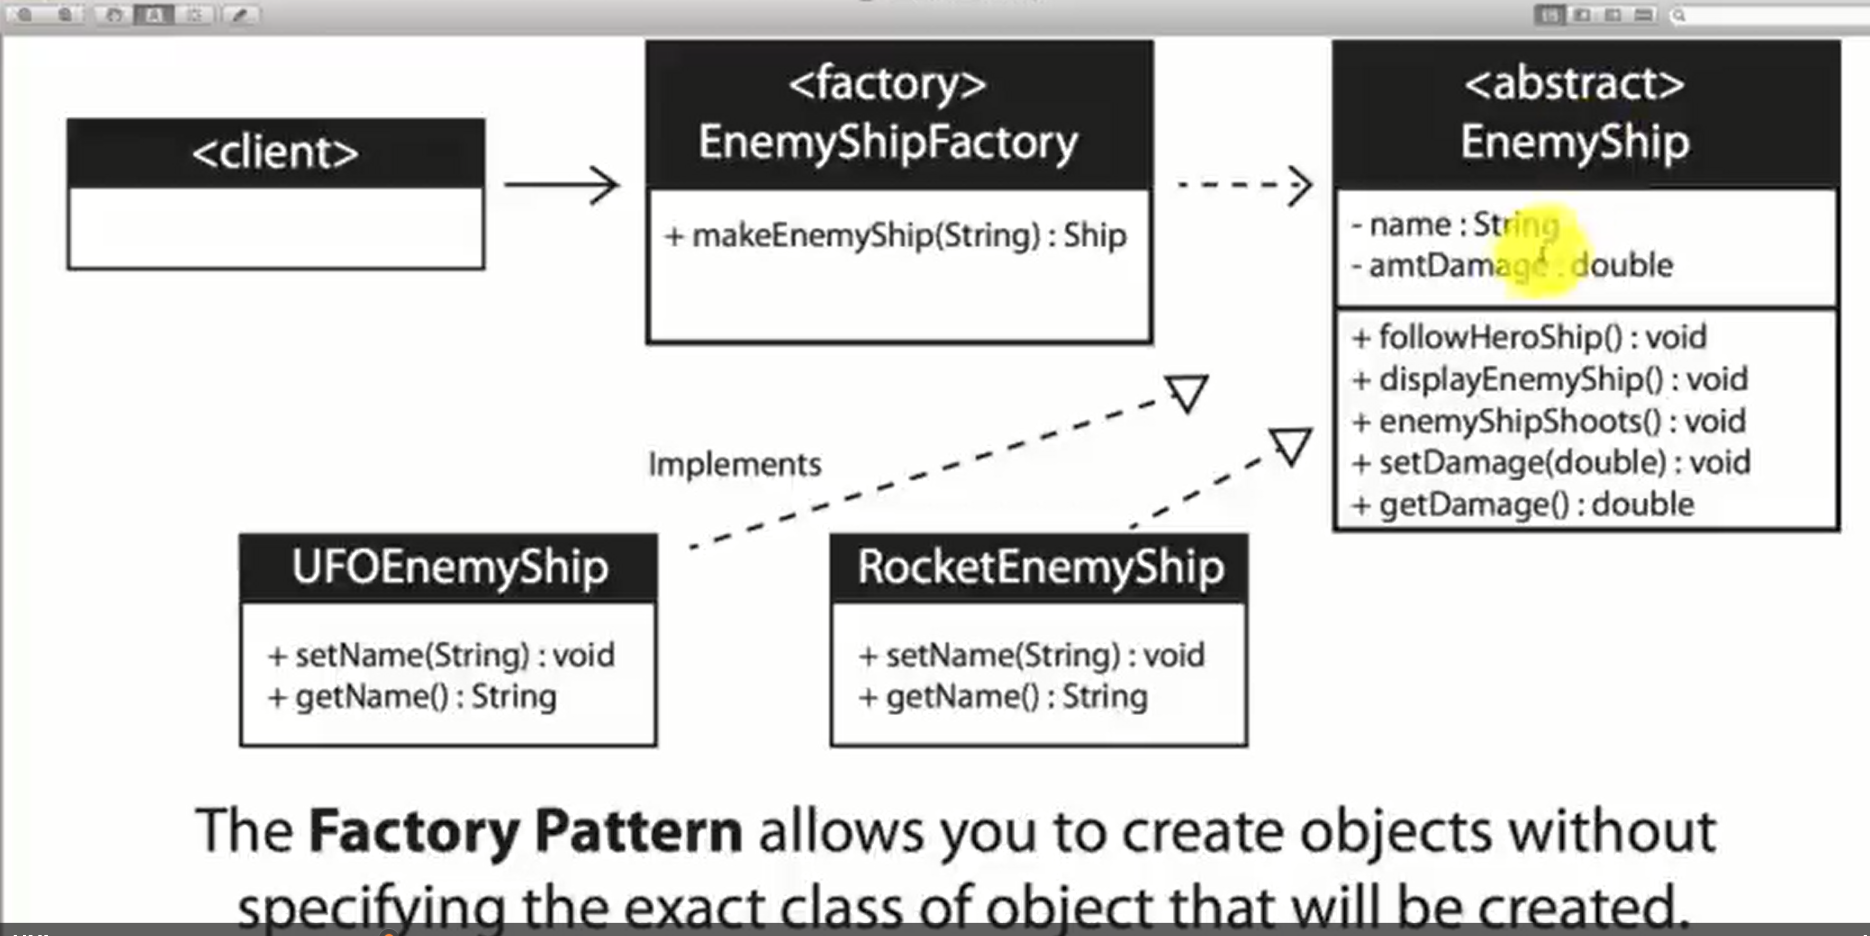 <client>
<factory>
EnemyShipFactory
+ makeEnemyShip(String) : Ship
<abstract>
EnemyShip
- name : String
- amtDamage : double
+ followHeroShip() : void
+ displayEnemyShip() : void
+ enemyShipShoots() : void
+ setDamage(double) : void
+ getDamage() : double
Implements
UFOEnemyShip
+ setName(String) : void
+ getName() : String
RocketEnemyShip
+ setName(String) : void
+ getName() : String
The Factory Pattern allows you to create objects without
specifying the exact class of object that will be created.